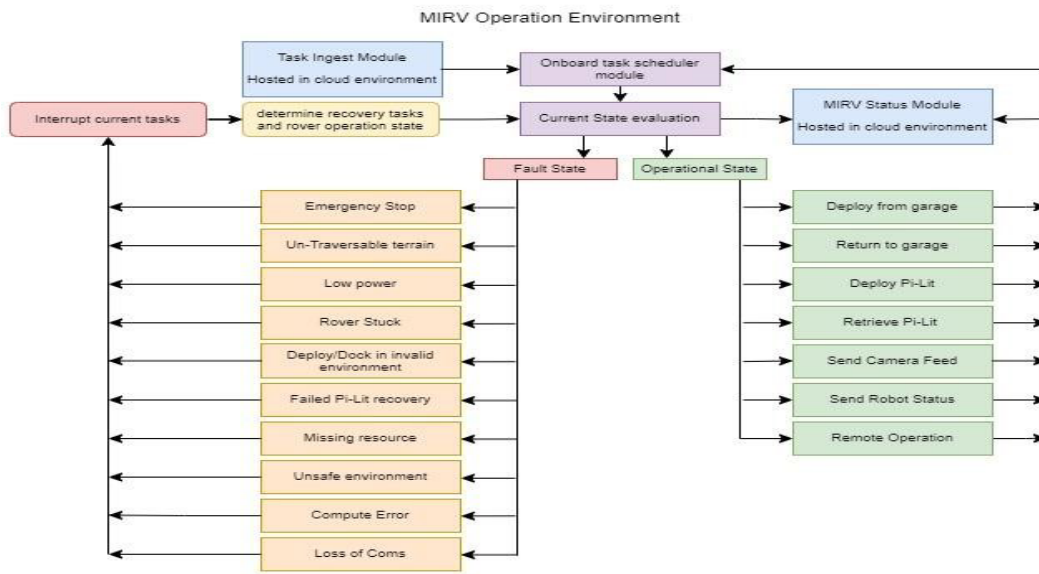 MIRV Operation Environment
Task Ingest Module
Hosted in cloud environment
Onboard task scheduler
module
Interrupt current tasks
determine recovery tasks
and rover operation state
Current State evaluation
MIRV Status Module
Hosted in cloud environment
Fault State
Operational State
Emergency Stop
Un-Traversable terrain
Low power
Rover Stuck
Deploy/Dock in invalid
environment
Failed Pi-Lit recovery
Missing resource
Unsafe environment
Compute Error
Loss of Coms
Deploy from garage
Return to garage
Deploy Pi-Lit
Retrieve Pi-Lit
Send Camera Feed
Send Robot Status
Remote Operation